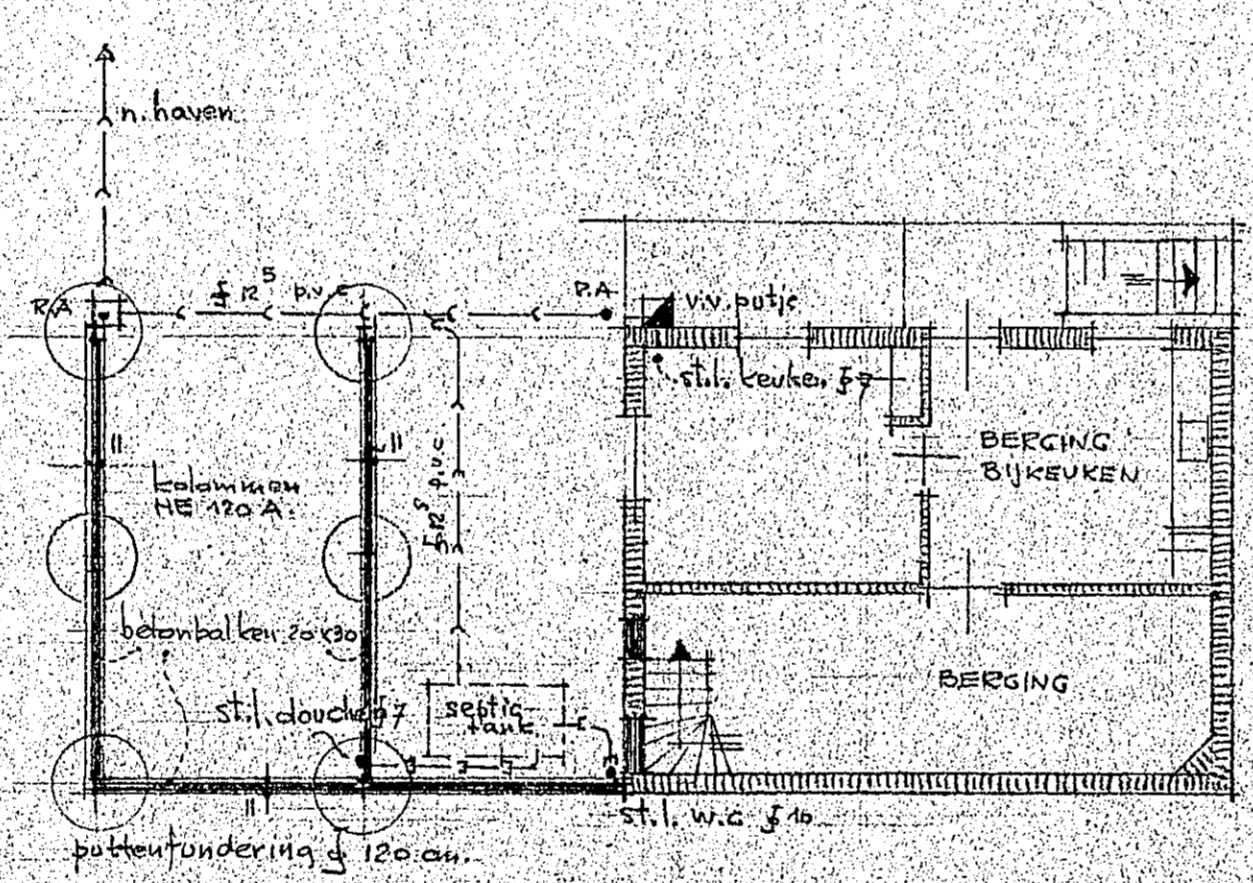 n. haven
R.A
ø 12⁵ p.v.c
P.A
v.v. putje
st.l. keuken ø 7
BERGING
BIJKEUKEN
kolommen
HE 120 A.
ø 12⁵ p.v.c.
betonbalken 20x30
BERGING
st.l. douche ø 7
septic
tank
st.l. W.C ø 10
puttenfundering ø 120 cm.